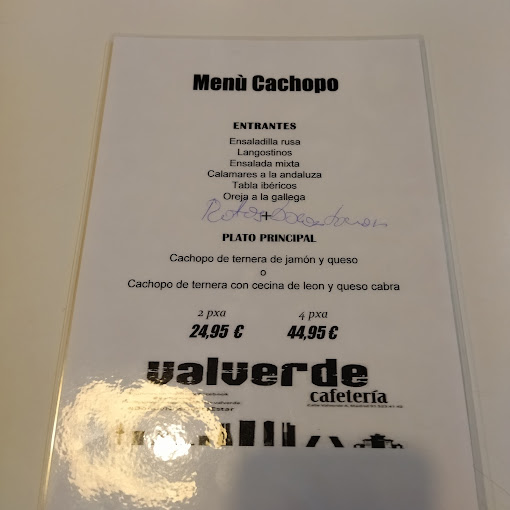 Menù Cachopo
ENTRANTES
Ensaladilla rusa
Langostinos
Ensalada mixta
Calamares a la andaluza
Tabla ibéricos
Oreja a la gallega
+
PLATO PRINCIPAL
Cachopo de ternera de jamón y queso
o
Cachopo de ternera con cecina de leon y queso cabra
2 pxa 4 pxa
24,95 € 44,95 €
valverde
cafetería